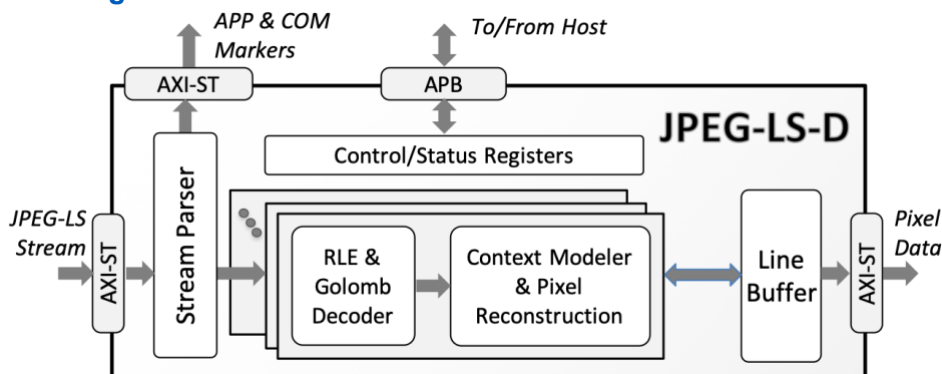 APP & COM
Markers
To/From Host
AXI-ST
APB
JPEG-LS-D
Control/Status Registers
JPEG-LS
Stream
AXI-ST
Stream Parser
RLE &
Golomb
Decoder
Context Modeler
& Pixel
Reconstruction
Line
Buffer
AXI-ST
Pixel
Data